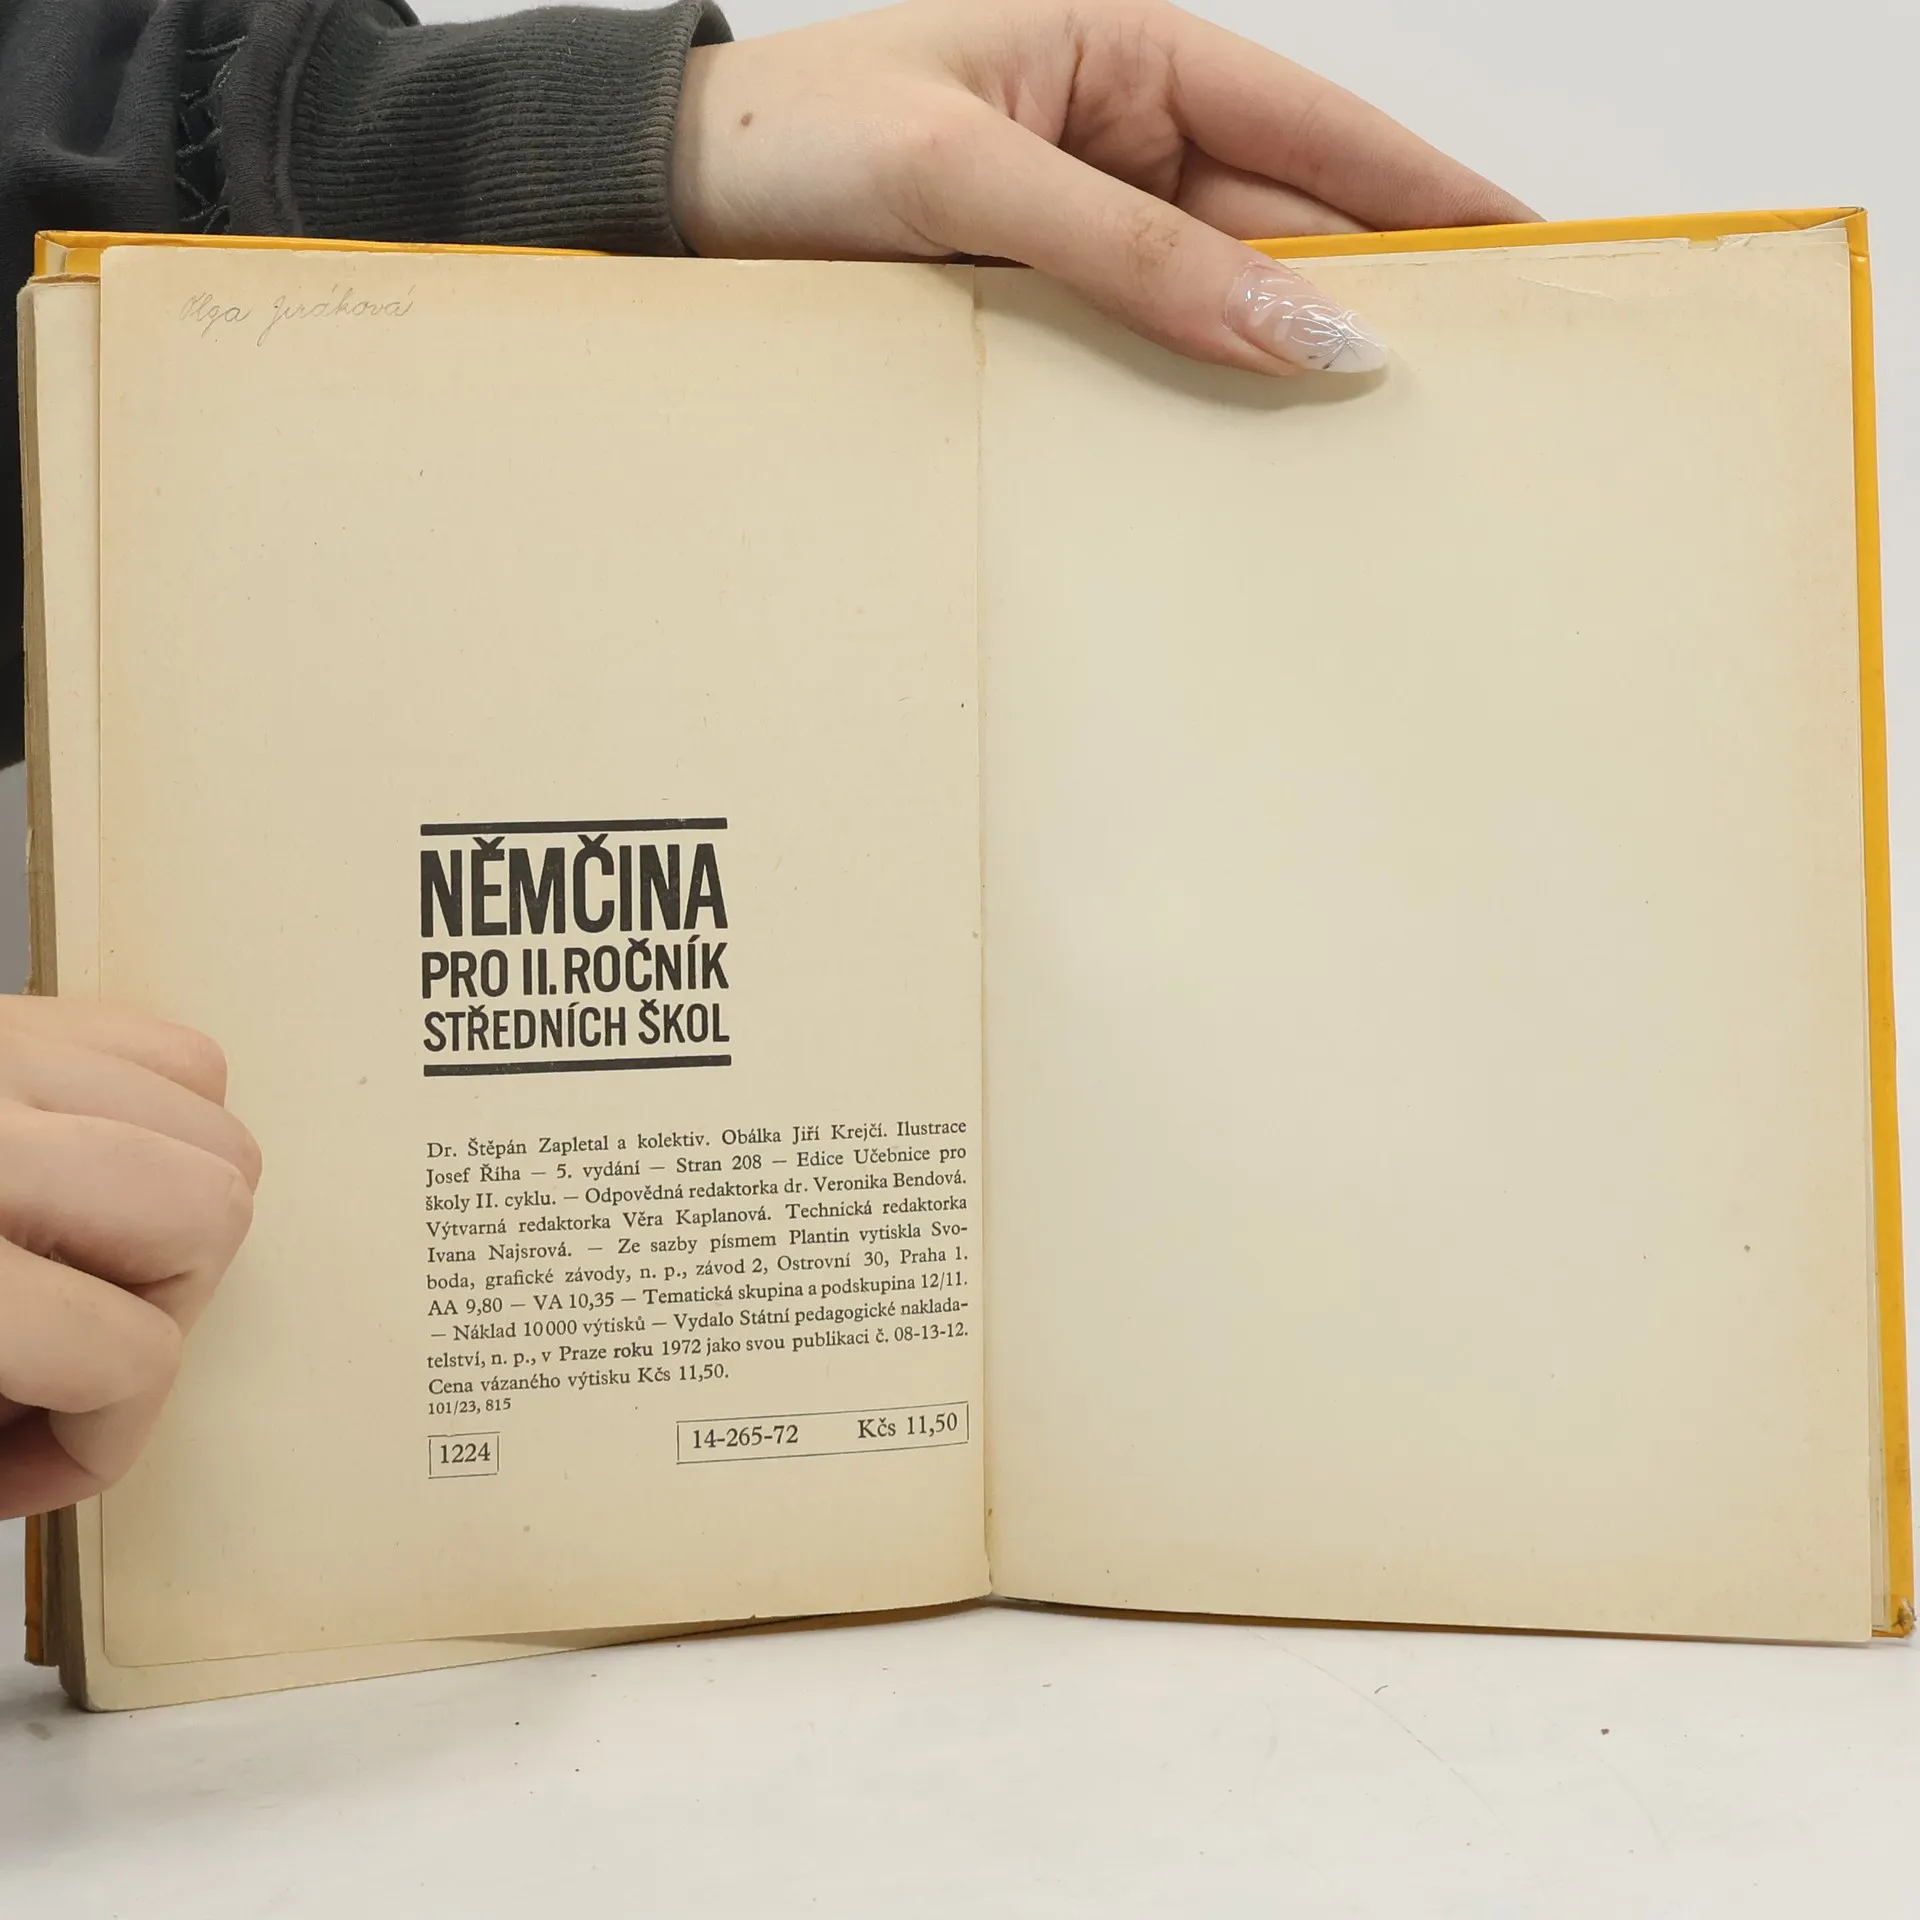 Olga Jirákova
NĚMČINA
PRO II. ROČNÍK
STŘEDNÍCH ŠKOL
Dr. Štěpán Zapletal a kolektiv. Obálka Jiří Krejčí. Ilustrace
Josef Říha — 5. vydání — Stran 208 — Edice Učebnice pro
školy II. cyklu. — Odpovědná redaktorka dr. Veronika Bendová.
Výtvarná redaktorka Věra Kaplanová. Technická redaktorka
Ivana Najsrová. — Ze sazby písmem Plantin vytiskla Svo-
boda, grafické závody, n. p., závod 2, Ostrovní 30, Praha 1.
AA 9,80 — VA 10,35 — Tematická skupina a podskupina 12/11.
— Náklad 10 000 výtisků — Vydalo Státní pedagogické naklada-
telství, n. p., v Praze roku 1972 jako svou publikaci č. 08-13-12.
Cena vázaného výtisku Kčs 11,50.
101/23, 815
1224
14-265-72 Kčs 11,50